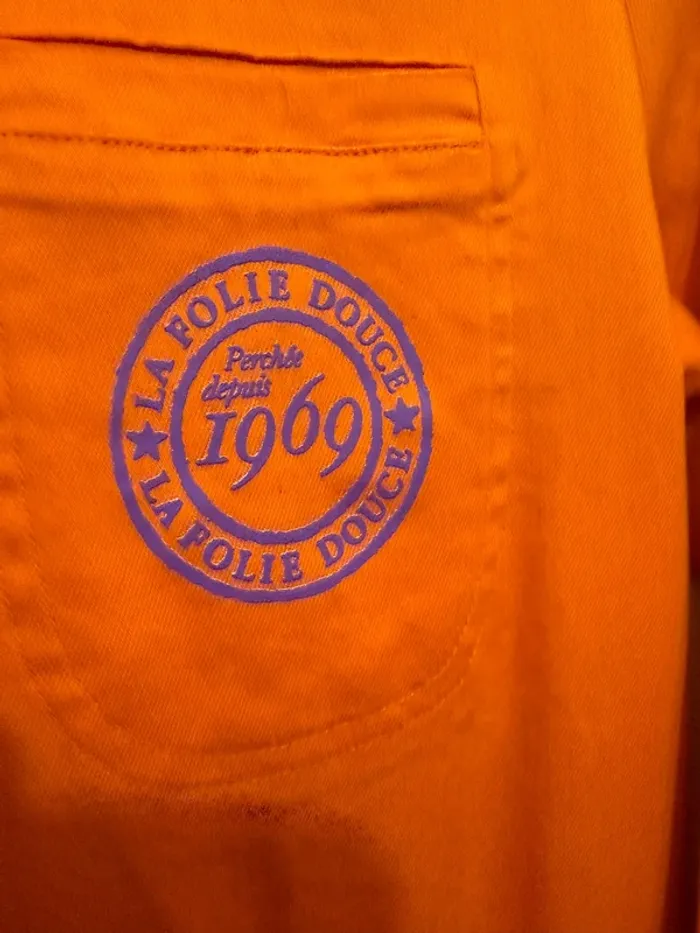 LA FOLIE DOUCE
Perchée
depuis
1969
LA FOLIE DOUCE